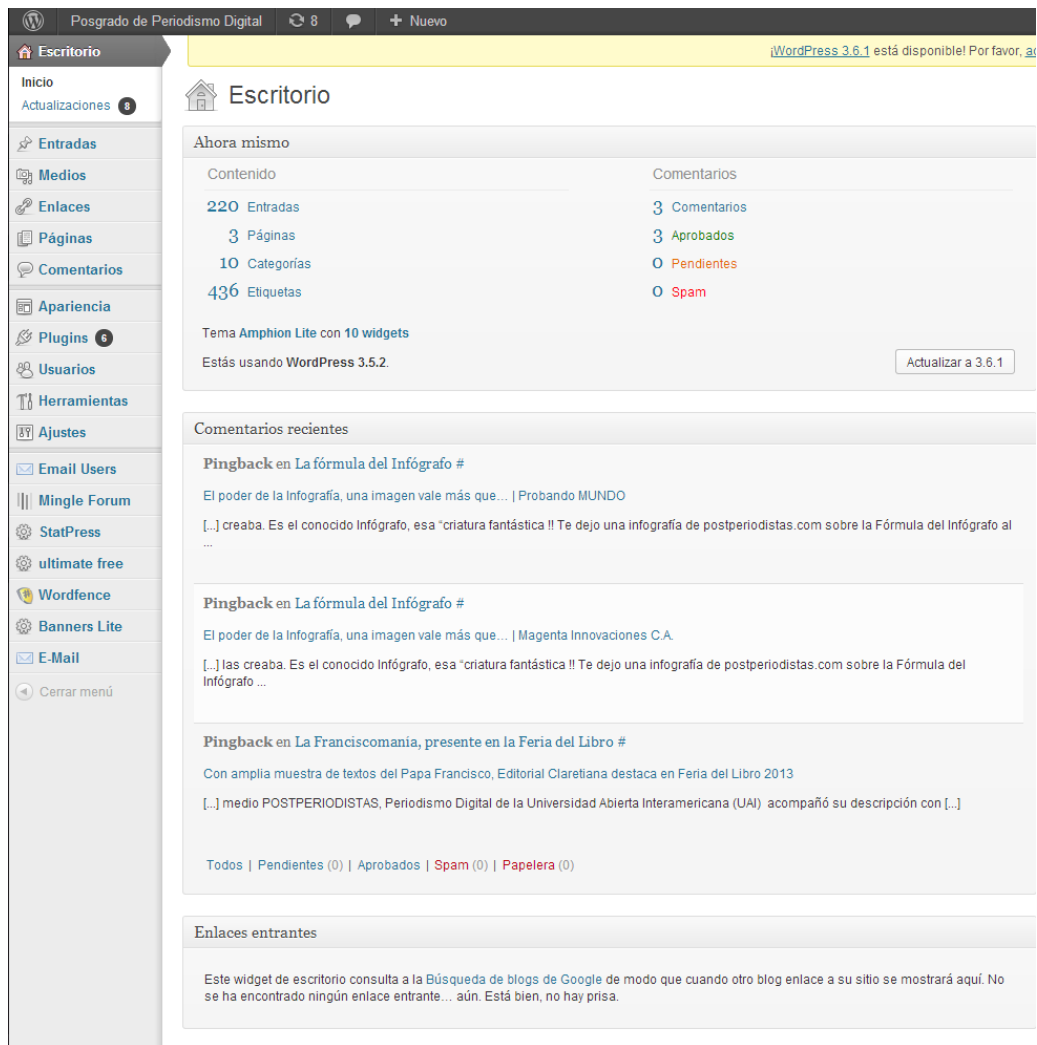 Posgrado de Periodismo Digital 8 + Nuevo
Escritorio
¡WordPress 3.6.1 está disponible! Por favor,
Inicio
Actualizaciones 8
Escritorio
Entradas
Medios
Enlaces
Páginas
Comentarios
Apariencia
Plugins 6
Usuarios
Herramientas
Ajustes
Email Users
Mingle Forum
StatPress
ultimate free
Wordfence
Banners Lite
E-Mail
Cerrar menú
Ahora mismo
Contenido
220 Entradas
3 Páginas
10 Categorías
436 Etiquetas
Comentarios
3 Comentarios
3 Aprobados
0 Pendientes
0 Spam
Tema Amphion Lite con 10 widgets
Estás usando WordPress 3.5.2.
Actualizar a 3.6.1
Comentarios recientes
Pingback en La fórmula del Infógrafo #
El poder de la Infografía, una imagen vale más que… | Probando MUNDO
[...] creaba. Es el conocido Infógrafo, esa “criatura fantástica !! Te dejo una infografía de postperiodistas.com sobre la Fórmula del Infógrafo al
...
Pingback en La fórmula del Infógrafo #
El poder de la Infografía, una imagen vale más que… | Magenta Innovaciones C.A.
[...] las creaba. Es el conocido Infógrafo, esa “criatura fantástica !! Te dejo una infografía de postperiodistas.com sobre la Fórmula del
Infógrafo ...
Pingback en La Franciscomanía, presente en la Feria del Libro #
Con amplia muestra de textos del Papa Francisco, Editorial Claretiana destaca en Feria del Libro 2013
[...] medio POSTPERIODISTAS, Periodismo Digital de la Universidad Abierta Interamericana (UAI) acompañó su descripción con [...]
Todos | Pendientes (0) | Aprobados | Spam (0) | Papelera (0)
Enlaces entrantes
Este widget de escritorio consulta a la Búsqueda de blogs de Google de modo que cuando otro blog enlace a su sitio se mostrará aquí. No
se ha encontrado ningún enlace entrante… aún. Está bien, no hay prisa.